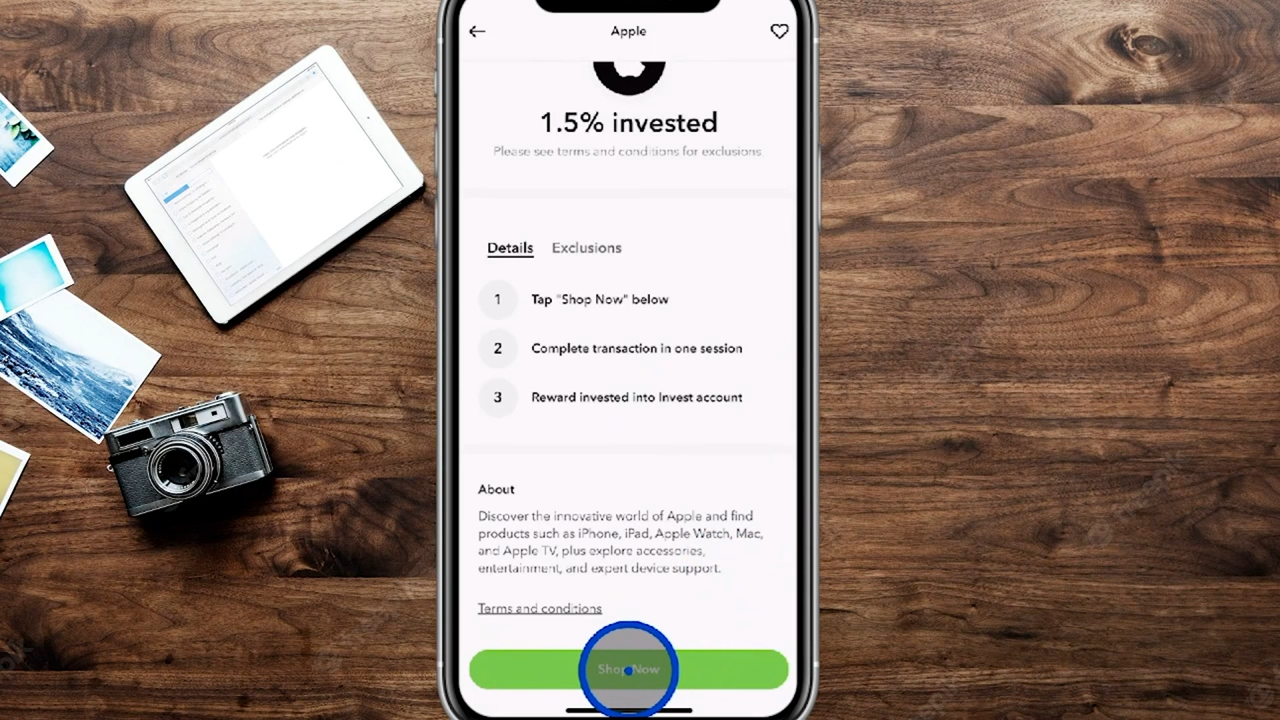 Apple
1.5% invested
Please see terms and conditions for exclusions
Details Exclusions
1 Tap "Shop Now" below
2 Complete transaction in one session
3 Reward invested into Invest account
About
Discover the innovative world of Apple and find
products such as iPhone, iPad, Apple Watch, Mac,
and Apple TV, plus explore accessories,
entertainment, and expert device support.
Terms and conditions
Shop Now